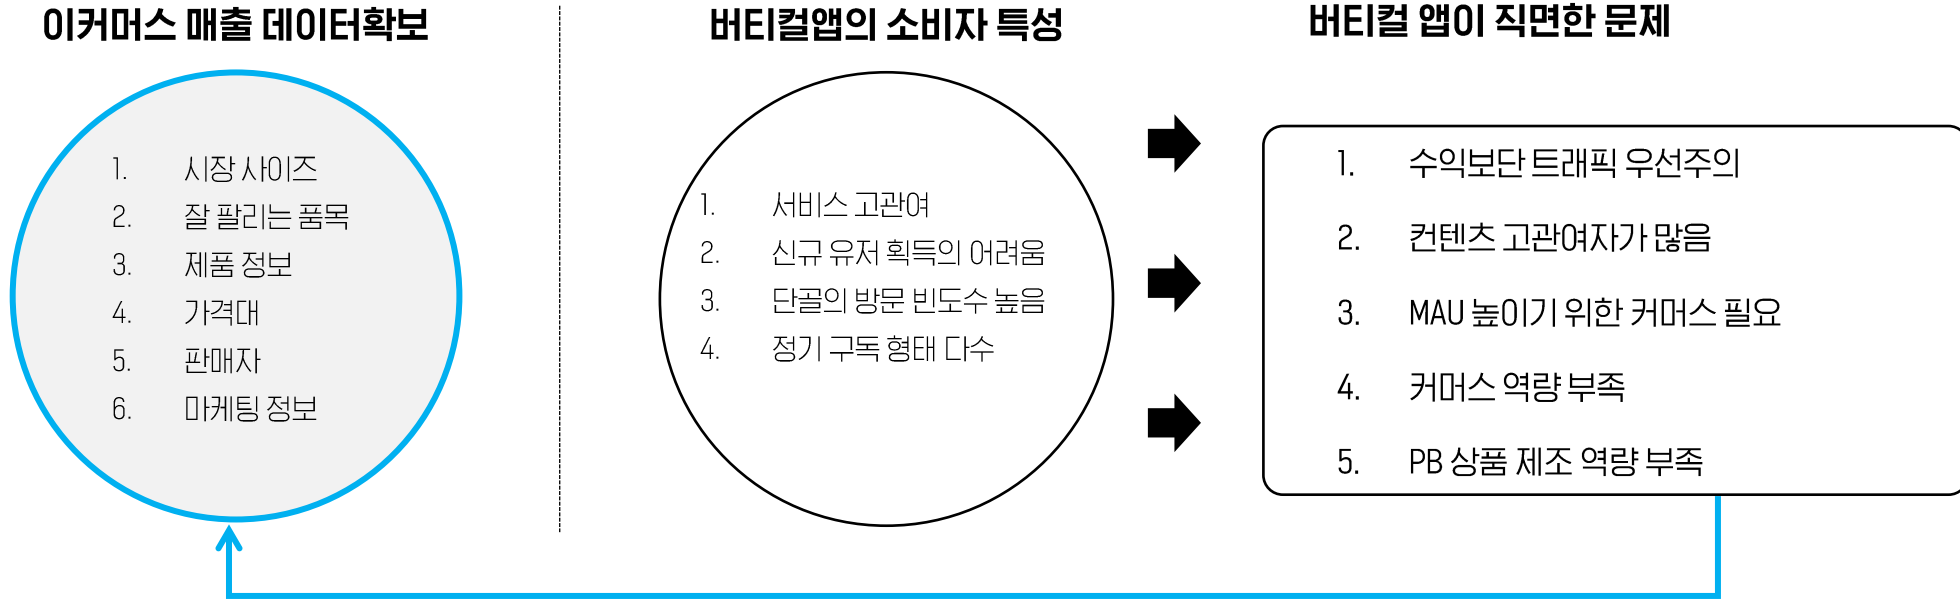 이커머스 매출 데이터확보
1. 시장 사이즈
2. 잘 팔리는 품목
3. 제품 정보
4. 가격대
5. 판매자
6. 마케팅 정보
버티컬앱의 소비자 특성
1. 서비스 고관여
2. 신규 유저 획득의 어려움
3. 단골의 방문 빈도수 높음
4. 정기 구독 형태 다수
버티컬 앱이 직면한 문제
1. 수익보단 트래픽 우선주의
2. 컨텐츠 고관여자가 많음
3. MAU 높이기 위한 커머스 필요
4. 커머스 역량 부족
5. PB 상품 제조 역량 부족